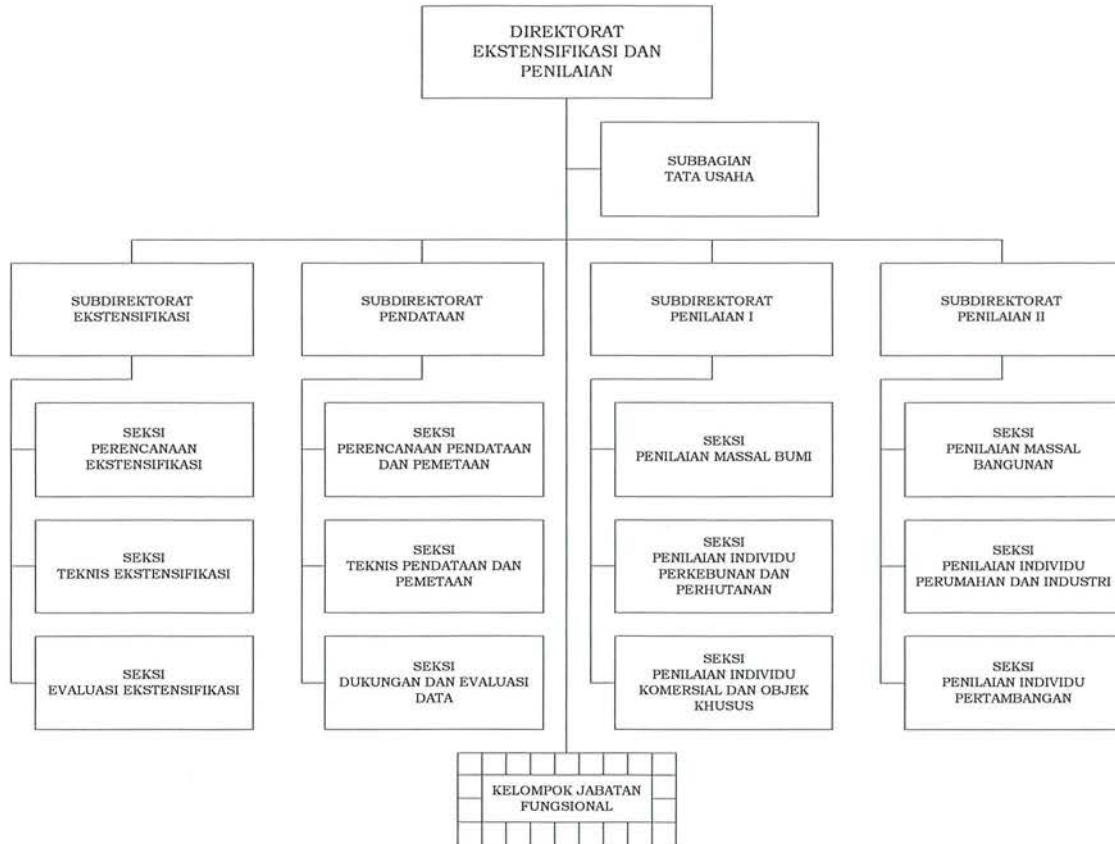 DIREKTORAT
EKSTENSIFIKASI DAN
PENILAIAN
SUBBAGIAN
TATA USAHA
SUBDIREKTORAT
EKSTENSIFIKASI
SUBDIREKTORAT
PENDATAAN
SUBDIREKTORAT
PENILAIAN I
SUBDIREKTORAT
PENILAIAN II
SEKSI
PERENCANAAN
EKSTENSIFIKASI
SEKSI
PERENCANAAN PENDATAAN
DAN PEMETAAN
SEKSI
PENILAIAN MASSAL BUMI
SEKSI
PENILAIAN MASSAL
BANGUNAN
SEKSI
TEKNIS EKSTENSIFIKASI
SEKSI
TEKNIS PENDATAAN DAN
PEMETAAN
SEKSI
PENILAIAN INDIVIDU
PERKEBUNAN DAN
PERHUTANAN
SEKSI
PENILAIAN INDIVIDU
PERUMAHAN DAN INDUSTRI
SEKSI
EVALUASI EKSTENSIFIKASI
SEKSI
DUKUNGAN DAN EVALUASI
DATA
SEKSI
PENILAIAN INDIVIDU
KOMERSIAL DAN OBJEK
KHUSUS
SEKSI
PENILAIAN INDIVIDU
PERTAMBANGAN
KELOMPOK JABATAN
FUNGSIONAL